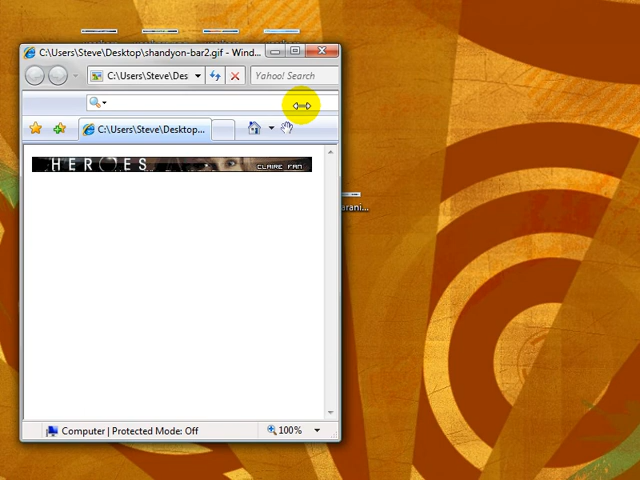 C:\Users\Steve\Desktop\shandyon-bar2.gif - Wind...
C:\Users\Steve\Des
Yahoo! Search
C:\Users\Steve\Desktop...
HEROES
CLAIRE FAN
arani...
Computer | Protected Mode: Off
100%